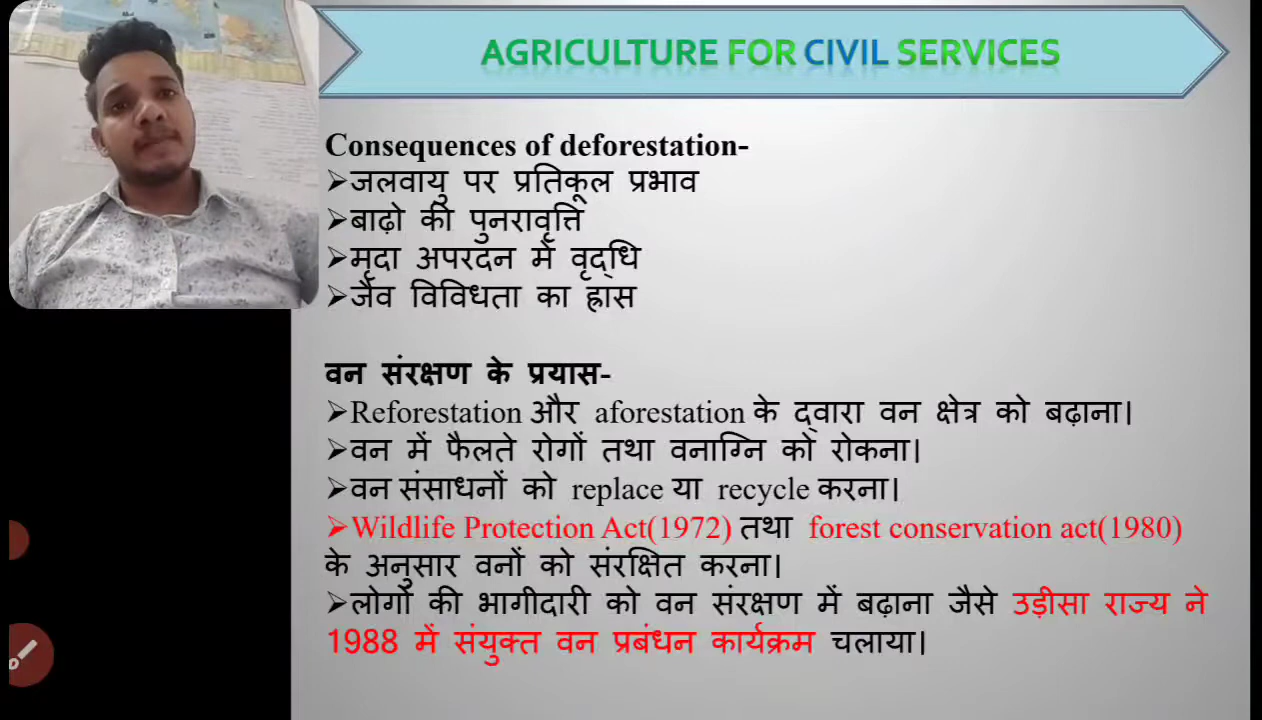 AGRICULTURE FOR CIVIL SERVICES
Consequences of deforestation-
➢जलवायु पर प्रतिकूल प्रभाव
➢बाढ़ो की पुनरावृत्ति
➢मृदा अपरदन में वृद्धि
➢जैव विविधता का ह्रास
वन संरक्षण के प्रयास-
➢Reforestation और aforestation के द्वारा वन क्षेत्र को बढ़ाना।
➢वन में फैलते रोगों तथा वनाग्नि को रोकना।
➢वन संसाधनों को replace या recycle करना।
➢Wildlife Protection Act(1972) तथा forest conservation act(1980)
के अनुसार वनों को संरक्षित करना।
➢लोगों की भागीदारी को वन संरक्षण में बढ़ाना जैसे उड़ीसा राज्य ने
1988 में संयुक्त वन प्रबंधन कार्यक्रम चलाया।